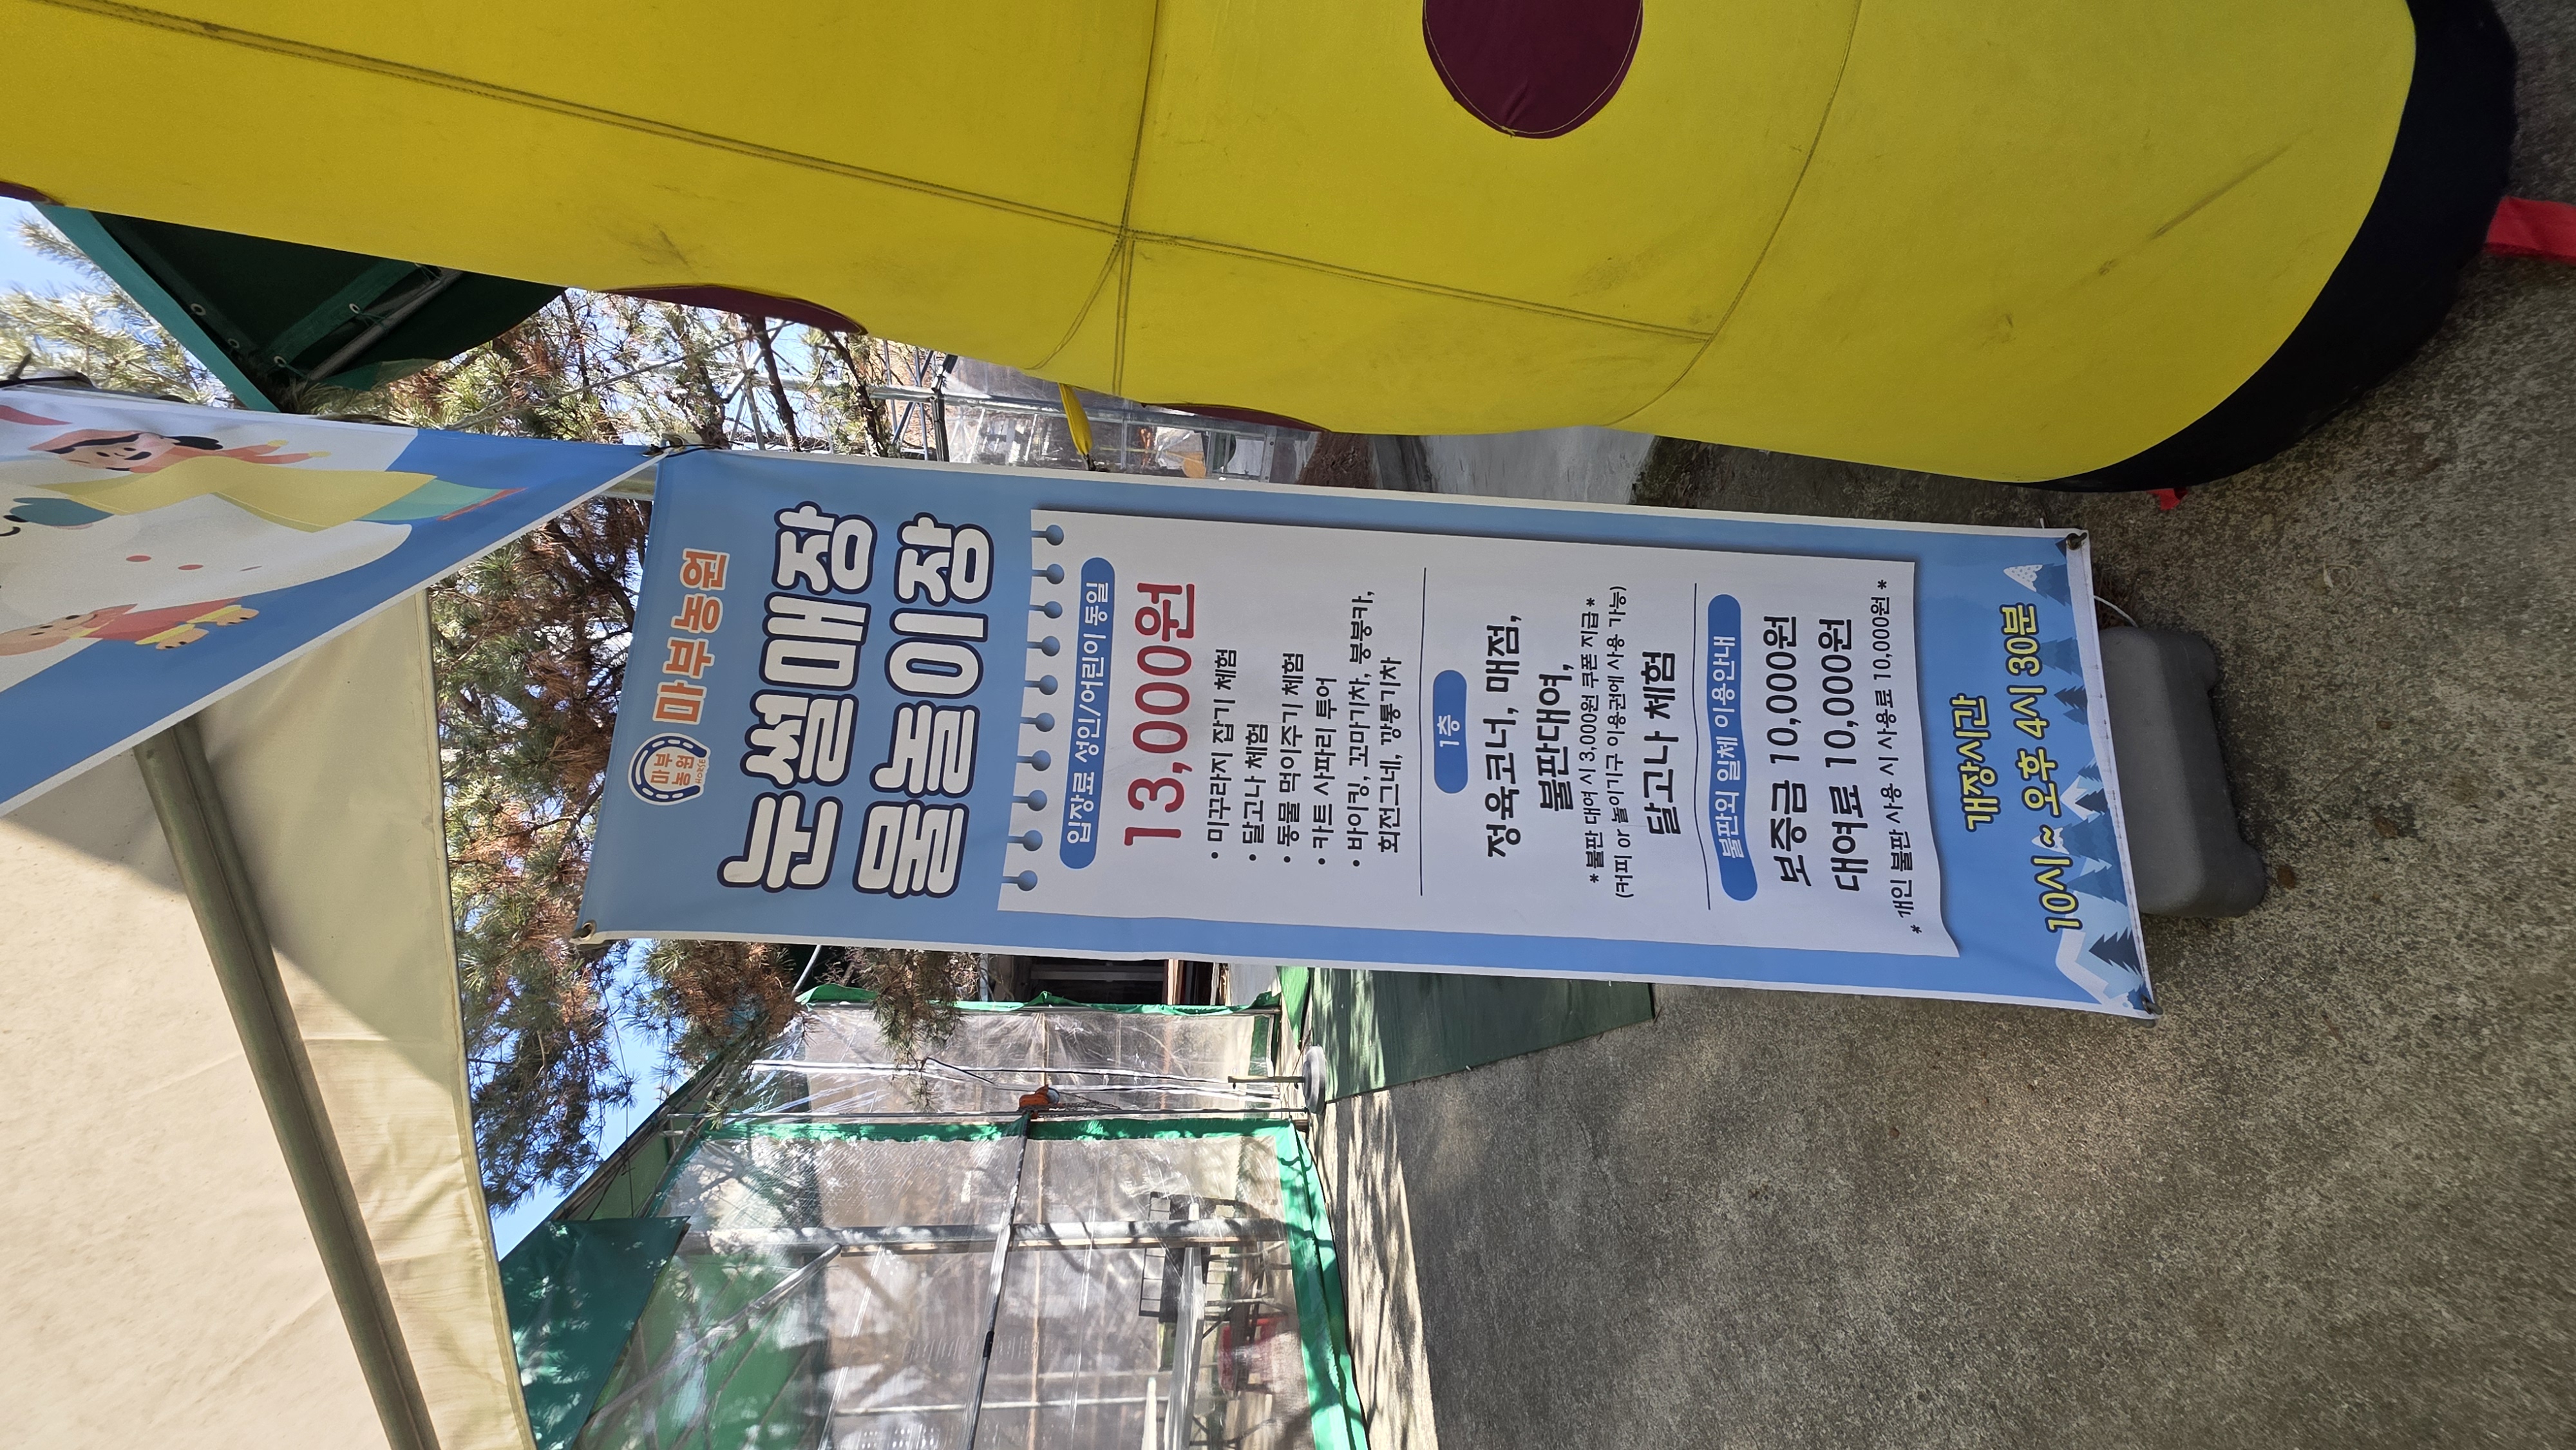 마부농원
HORSE
마부농원
눈썰매장
물놀이장
입장료 성인/어린이 동일
13,000원
· 미꾸라지 잡기 체험
· 달고나 체험
· 동물 먹이주기 체험
· 카트 사파리 투어
· 바이킹, 꼬마기차, 붕붕카,
회전그네, 깡통기차
1층
정육코너, 매점,
불판대여,
*불판 대여 시 3,000원 쿠폰 지급*
(커피 or 놀이기구 이용권에 사용 가능)
달고나 체험
불판외 일체 이용안내
보증금 10,000원
대여료 10,000원
* 개인 불판 사용 시 사용료 10,000원 *
개장시간
10시 ~ 오후 4시 30분